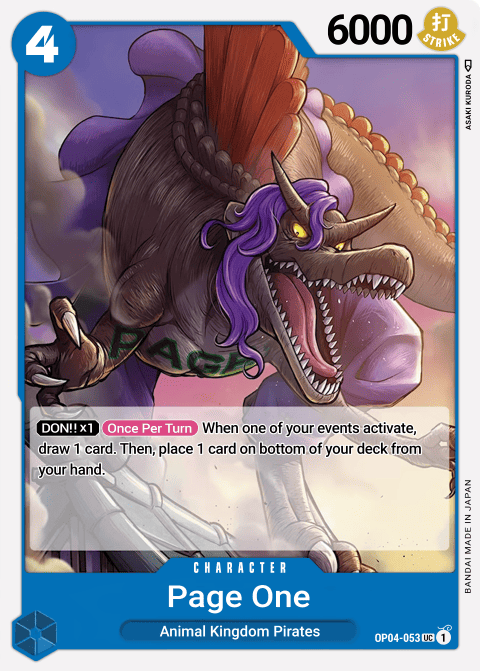 4
6000
打
STRIKE
ASAKI KURODA
PAGE
DON!! x1 Once Per Turn When one of your events activate,
draw 1 card. Then, place 1 card on bottom of your deck from
your hand.
BANDAI MADE IN JAPAN
CHARACTER
Page One
Animal Kingdom Pirates
OP04-053 UC 1